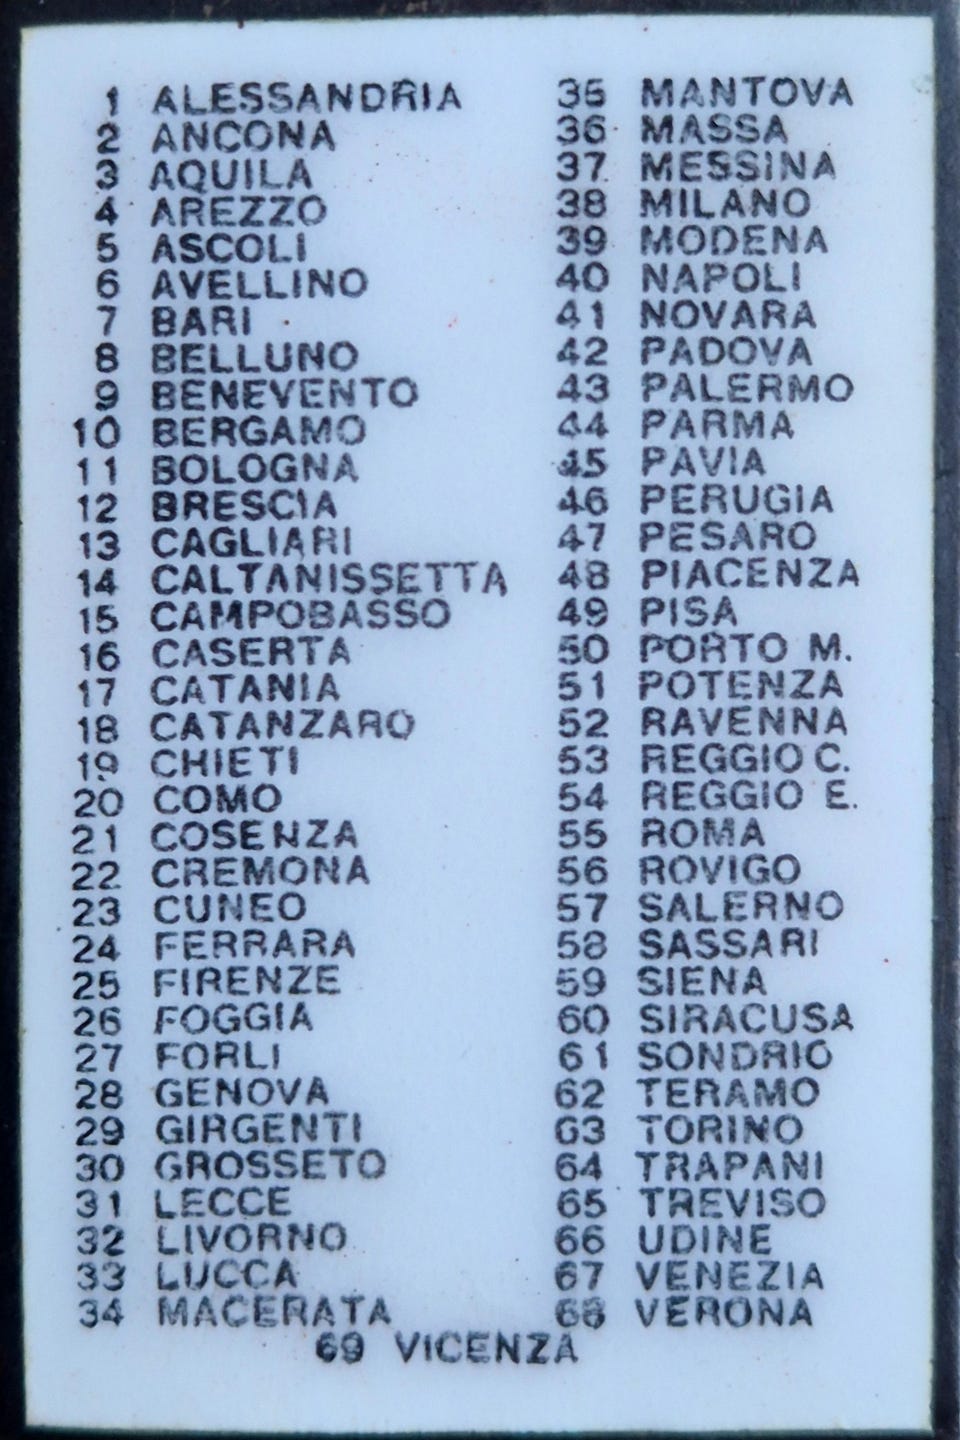 1 ALESSANDRIA
2 ANCONA
3 AQUILA
4 AREZZO
5 ASCOLI
6 AVELLINO
7 BARI
8 BELLUNO
9 BENEVENTO
10 BERGAMO
11 BOLOGNA
12 BRESCIA
13 CAGLIARI
14 CALTANISSETTA
15 CAMPOBASSO
16 CASERTA
17 CATANIA
18 CATANZARO
19 CHIETI
20 COMO
21 COSENZA
22 CREMONA
23 CUNEO
24 FERRARA
25 FIRENZE
26 FOGGIA
27 FORLI
28 GENOVA
29 GIRGENTI
30 GROSSETO
31 LECCE
32 LIVORNO
33 LUCCA
34 MACERATA
35 MANTOVA
36 MASSA
37 MESSINA
38 MILANO
39 MODENA
40 NAPOLI
41 NOVARA
42 PADOVA
43 PALERMO
44 PARMA
45 PAVIA
46 PERUGIA
47 PESARO
48 PIACENZA
49 PISA
50 PORTO M.
51 POTENZA
52 RAVENNA
53 REGGIO C.
54 REGGIO E.
55 ROMA
56 ROVIGO
57 SALERNO
58 SASSARI
59 SIENA
60 SIRACUSA
61 SONDRIO
62 TERAMO
63 TORINO
64 TRAPANI
65 TREVISO
66 UDINE
67 VENEZIA
68 VERONA
69 VICENZA